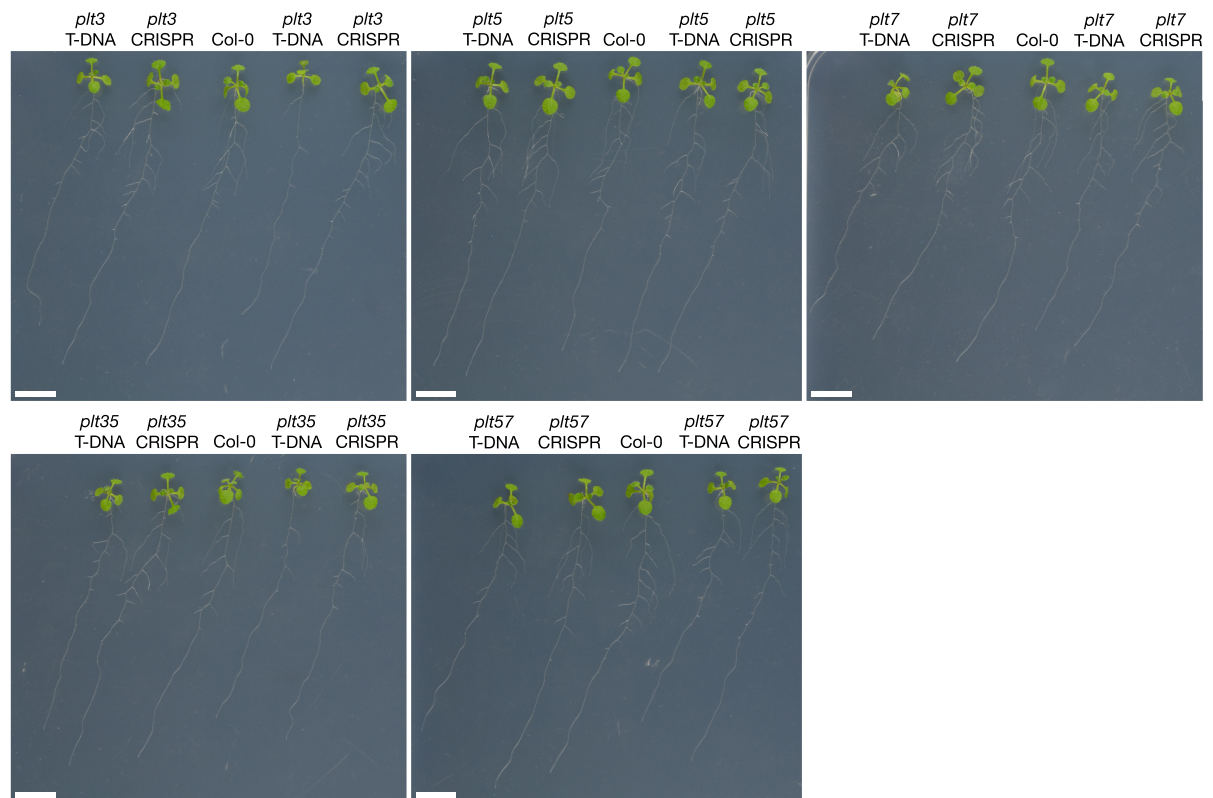 plt3 plt3 plt3 plt3
T-DNA CRISPR Col-0 T-DNA CRISPR
plt5 plt5 plt5 plt5
T-DNA CRISPR Col-0 T-DNA CRISPR
plt7 plt7 plt7 plt7
T-DNA CRISPR Col-0 T-DNA CRISPR
plt35 plt35 plt35 plt35
T-DNA CRISPR Col-0 T-DNA CRISPR
plt57 plt57 plt57 plt57
T-DNA CRISPR Col-0 T-DNA CRISPR